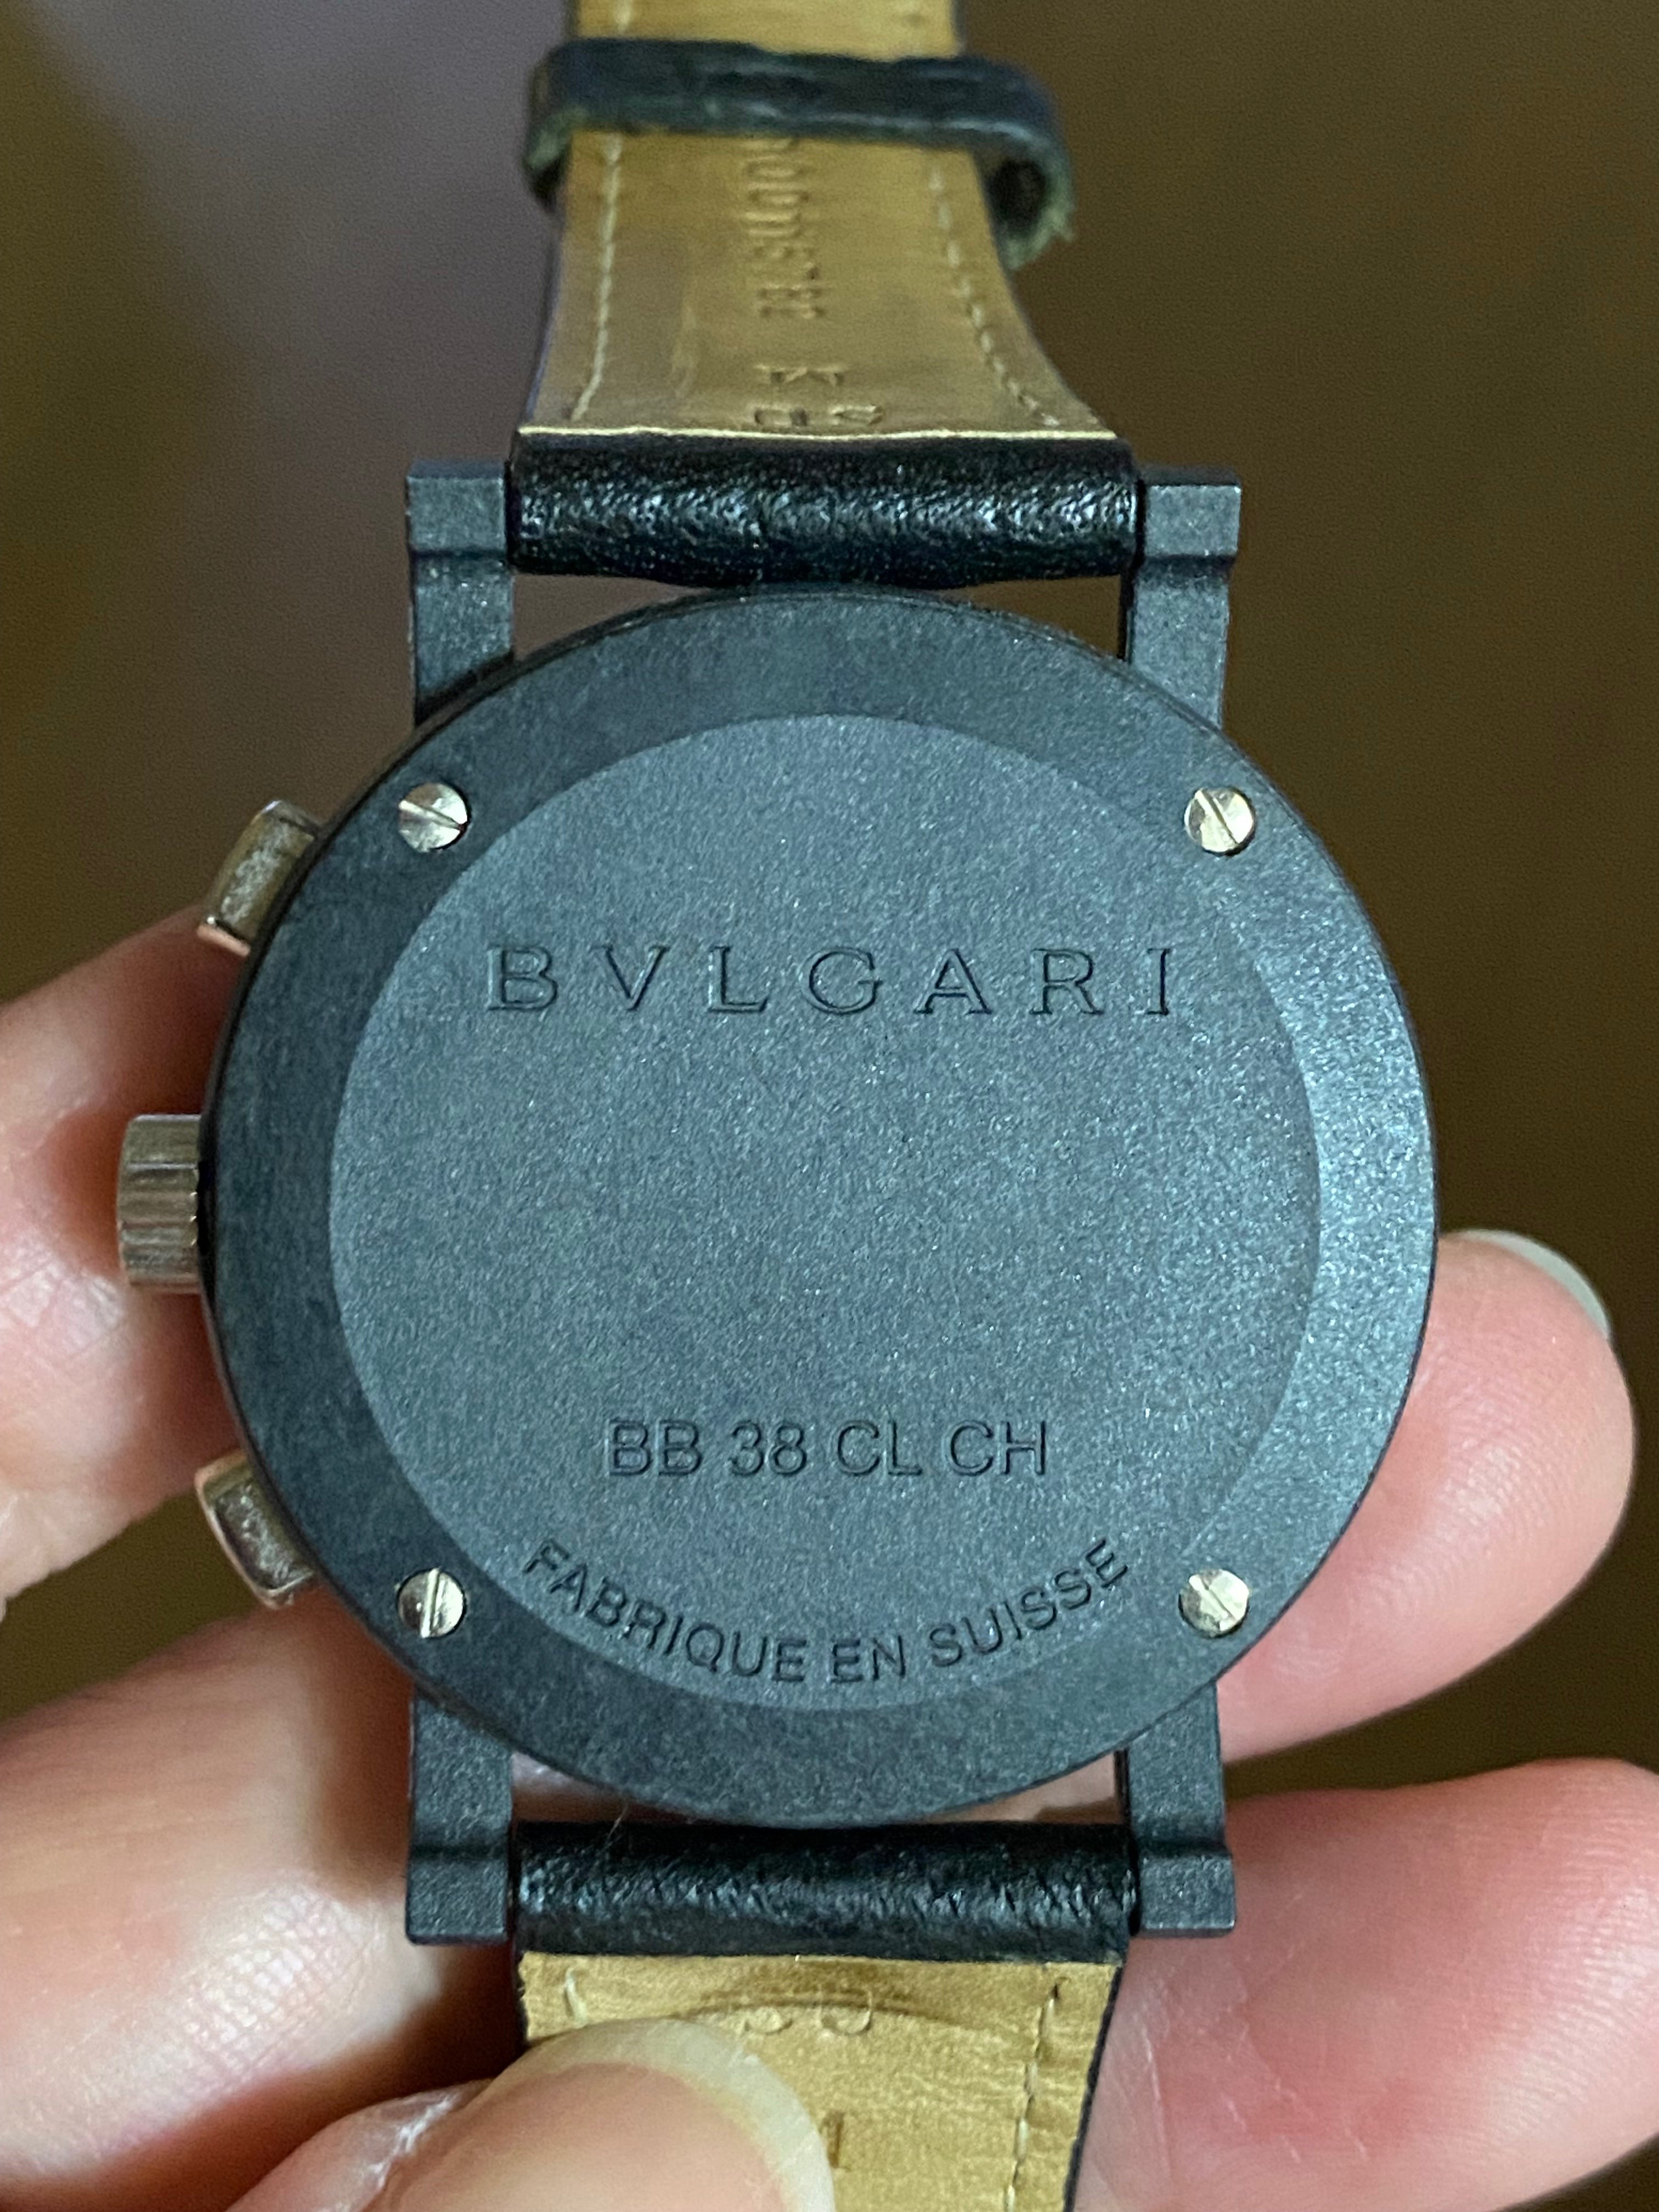 BVLGARI
BB 38 CL CH
FABRIQUE EN SUISSE